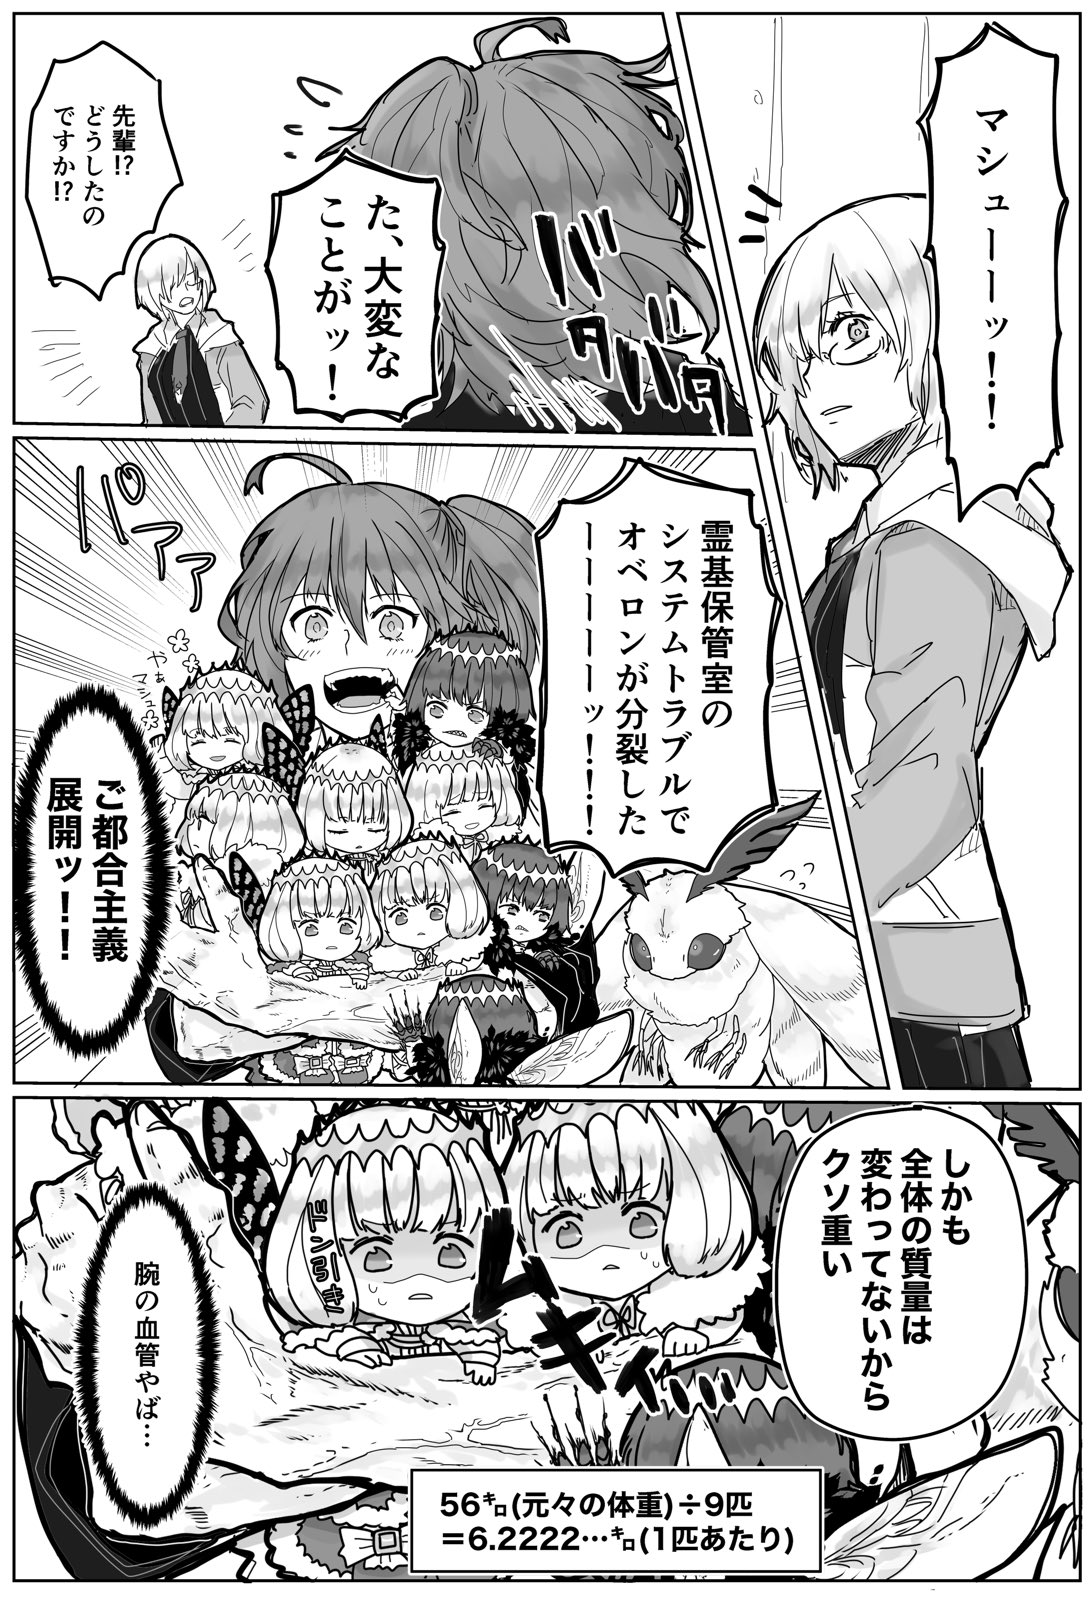 マシューーーッ！！
バタバタ
た、大変な
ことがッ！
先輩!?
どうしたの
ですか!?
霊基保管室の
システムトラブルで
オベロンが分裂した
ーーーーーッ！！！
パアアア
やぁ
マシュ
ご都合主義
展開ッ！！
しかも
全体の質量は
変わってないから
クソ重い
ドン引き
ムキィ
腕の血管やば…
56㌔(元々の体重)÷9匹
＝6.2222…㌔(1匹あたり)